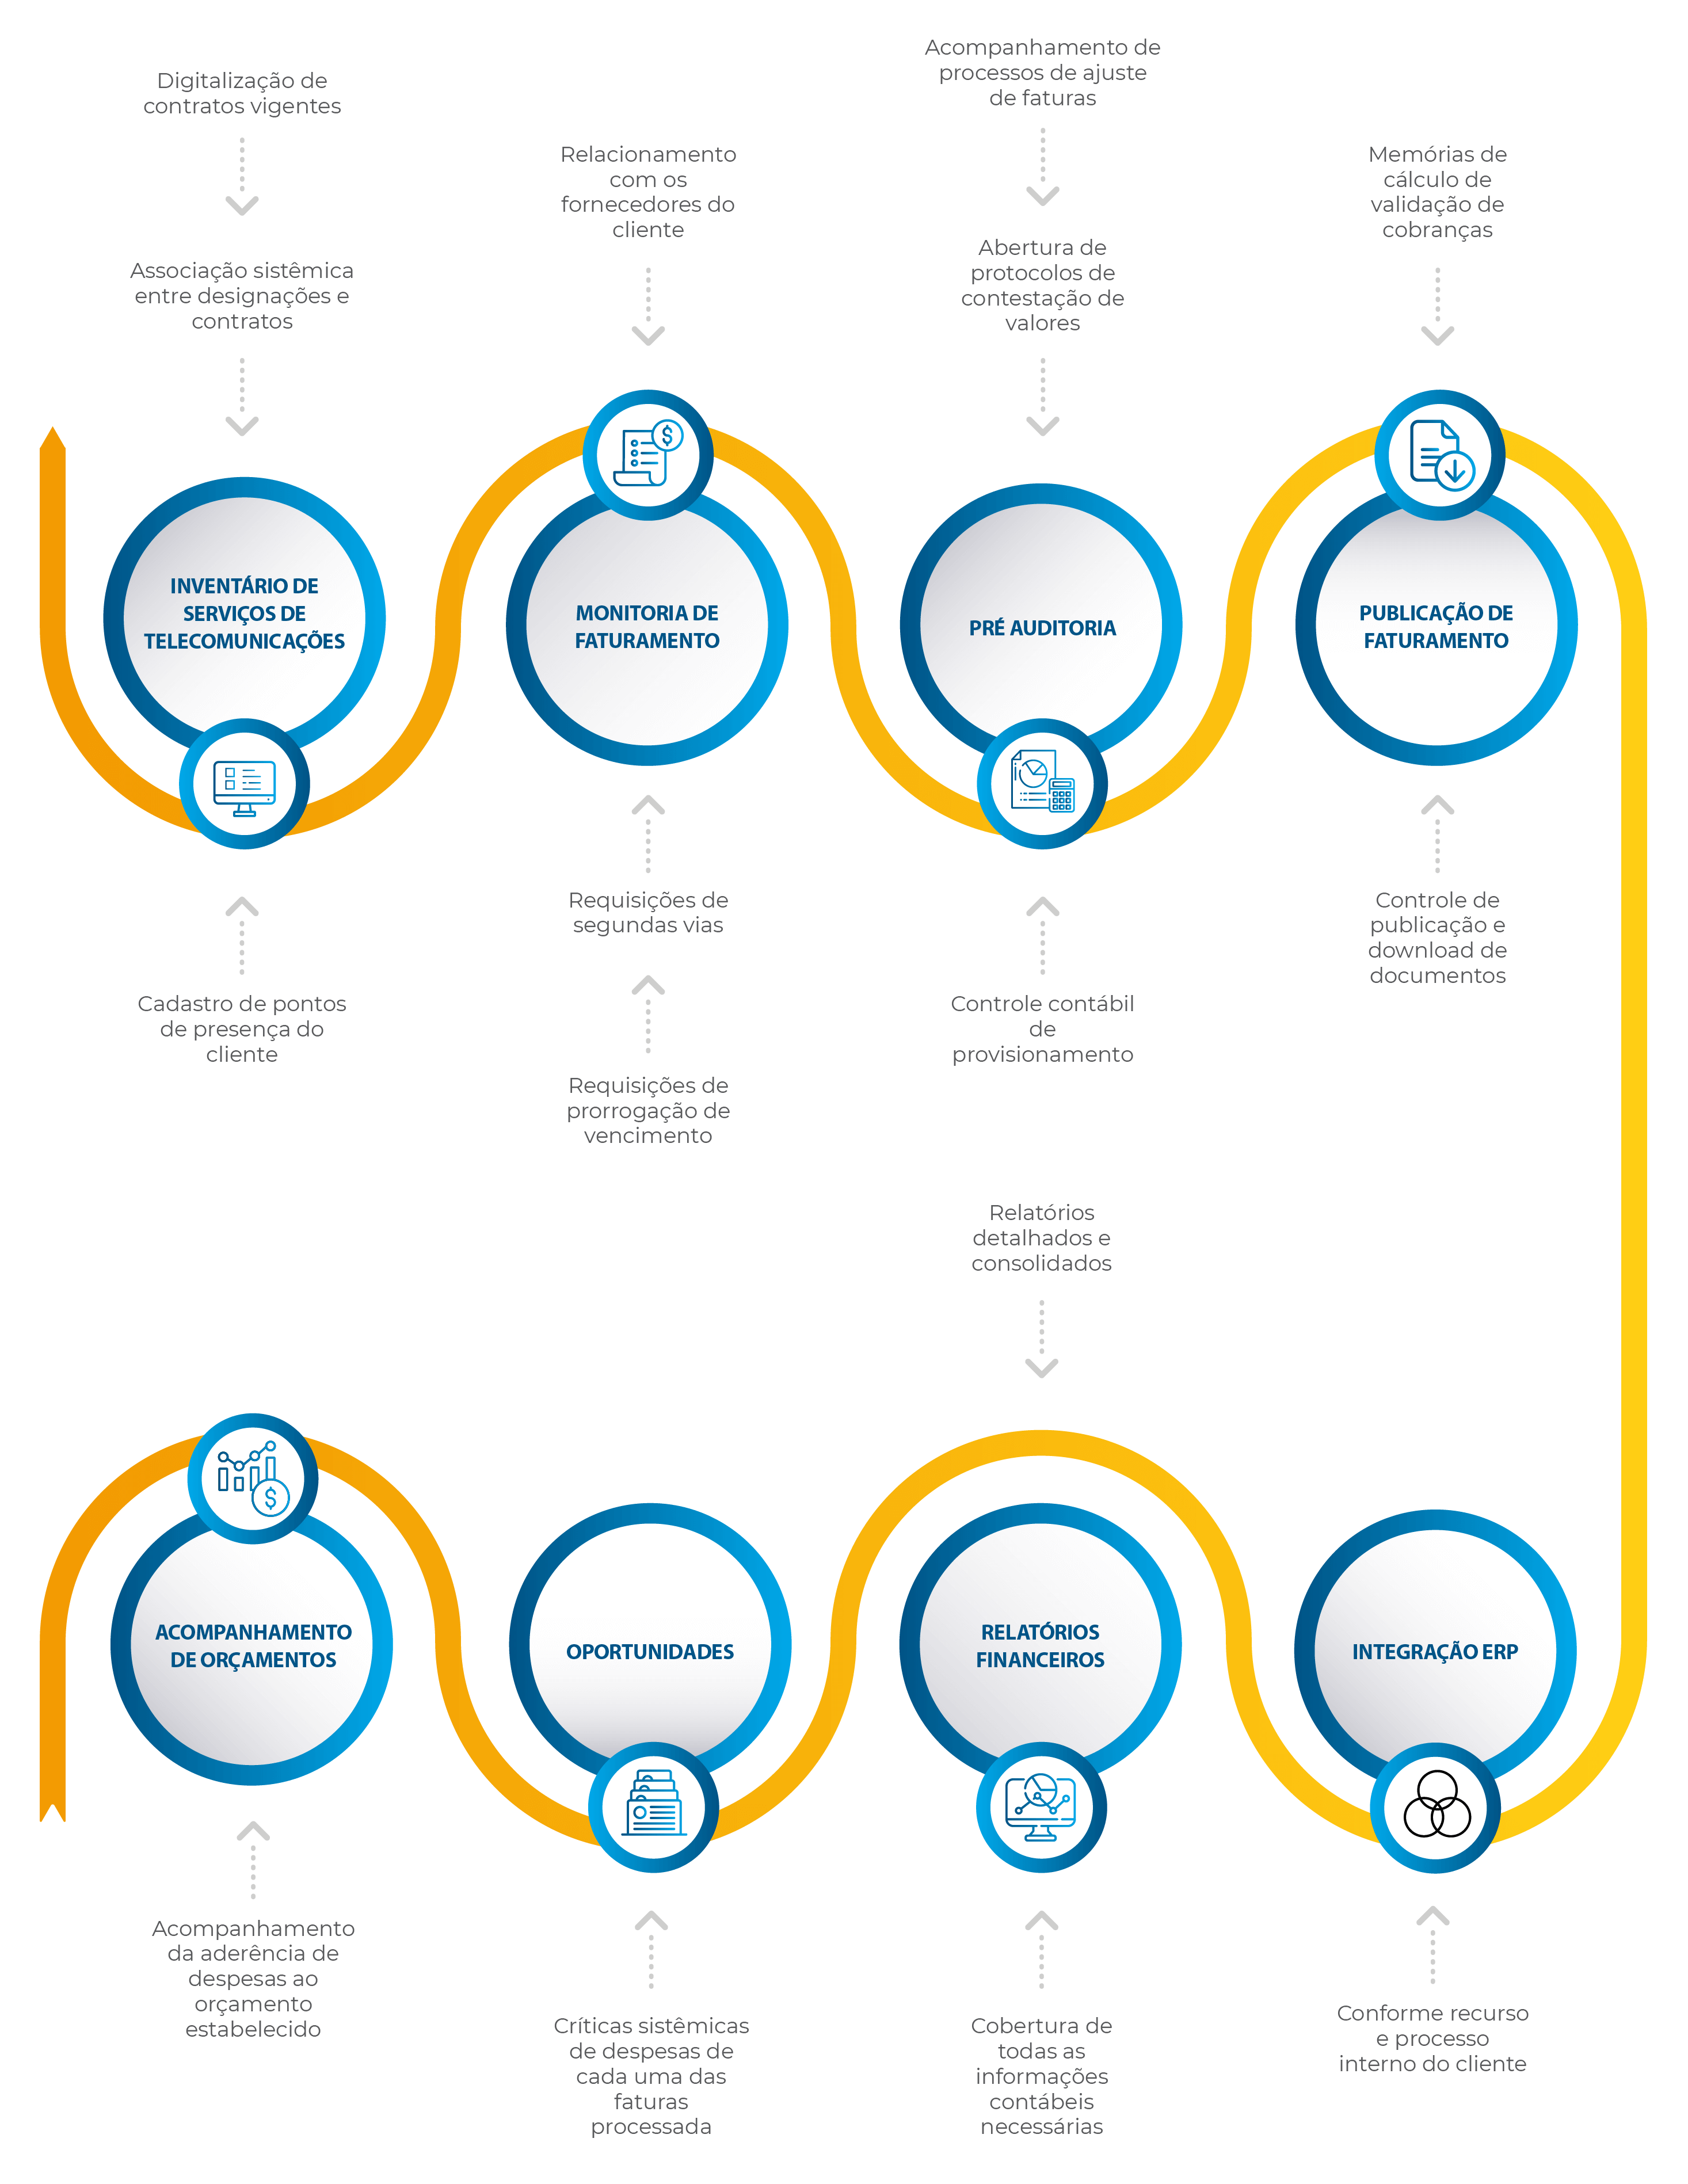 Digitalização de
contratos vigentes
Associação sistêmica
entre designações e
contratos
INVENTÁRIO DE
SERVIÇOS DE
TELECOMUNICAÇÕES
Cadastro de pontos
de presença do
cliente
Relacionamento
com os
fornecedores do
cliente
$
MONITORIA DE
FATURAMENTO
Requisições de
segundas vias
Requisições de
prorrogação de
vencimento
Acompanhamento de
processos de ajuste
de faturas
Abertura de
protocolos de
contestação de
valores
PRÉ AUDITORIA
Controle contábil
de
provisionamento
Memórias de
cálculo de
validação de
cobranças
PUBLICAÇÃO DE
FATURAMENTO
Controle de
publicação e
download de
documentos
$
ACOMPANHAMENTO
DE ORÇAMENTOS
Acompanhamento
da aderência de
despesas ao
orçamento
estabelecido
OPORTUNIDADES
Críticas sistêmicas
de despesas de
cada uma das
faturas
processada
Relatórios
detalhados e
consolidados
RELATÓRIOS
FINANCEIROS
Cobertura de
todas as
informações
contábeis
necessárias
INTEGRAÇÃO ERP
Conforme recurso
e processo
interno do cliente